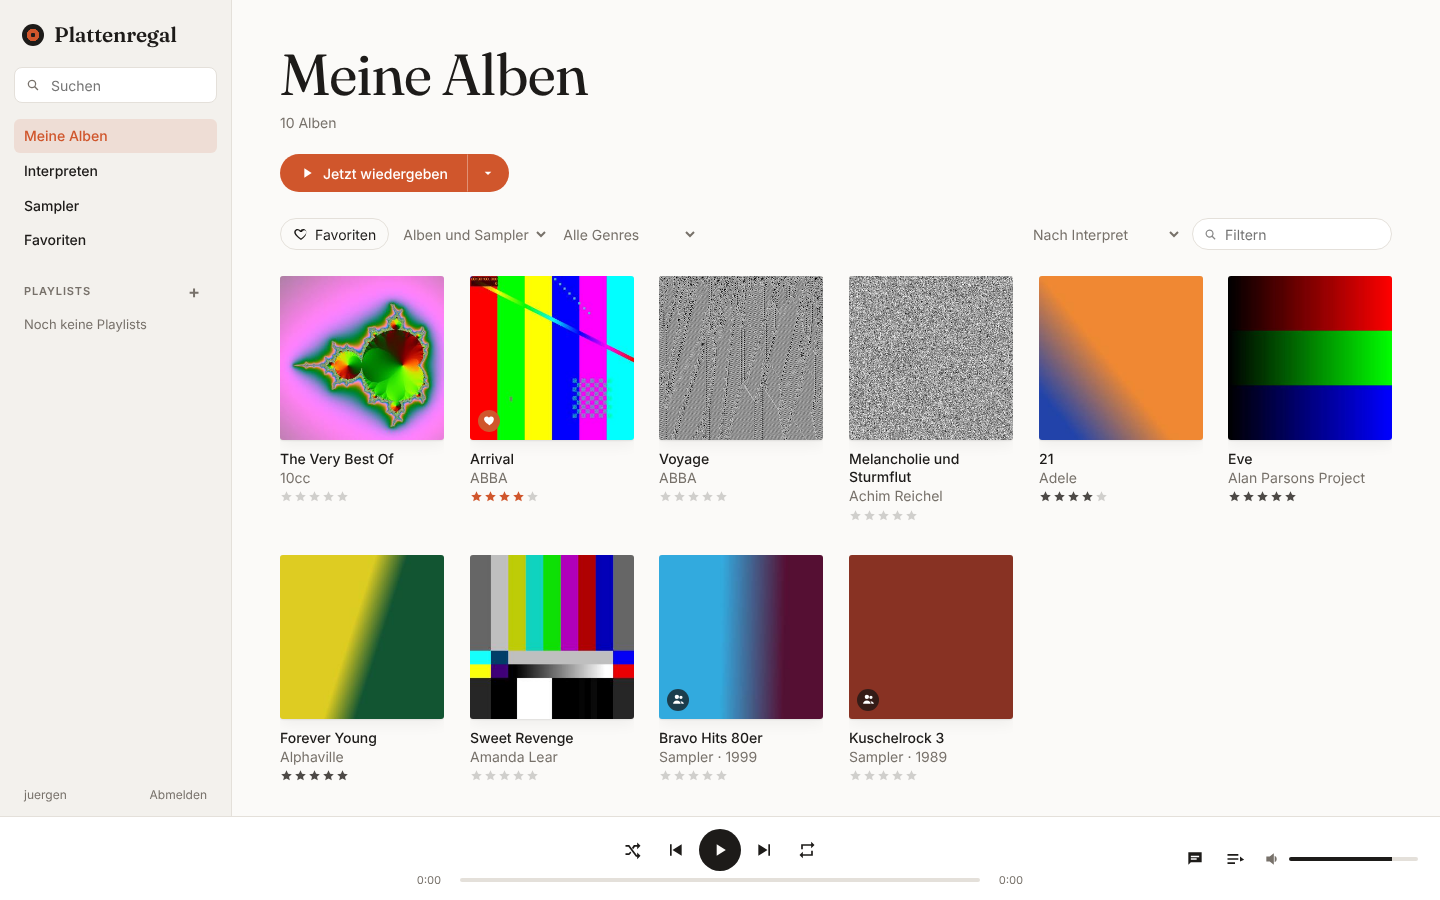 Plattenregal
Suchen
Meine Alben
Interpreten
Sampler
Favoriten
PLAYLISTS +
Noch keine Playlists
juergen
Abmelden
Meine Alben
10 Alben
Jetzt wiedergeben
Favoriten
Alben und Sampler
Alle Genres
Nach Interpret
Filtern
The Very Best Of
10cc
Arrival
ABBA
Voyage
ABBA
Melancholie und
Sturmflut
Achim Reichel
21
Adele
Eve
Alan Parsons Project
Forever Young
Alphaville
Sweet Revenge
Amanda Lear
Bravo Hits 80er
Sampler · 1999
Kuschelrock 3
Sampler · 1989
0:00
0:00